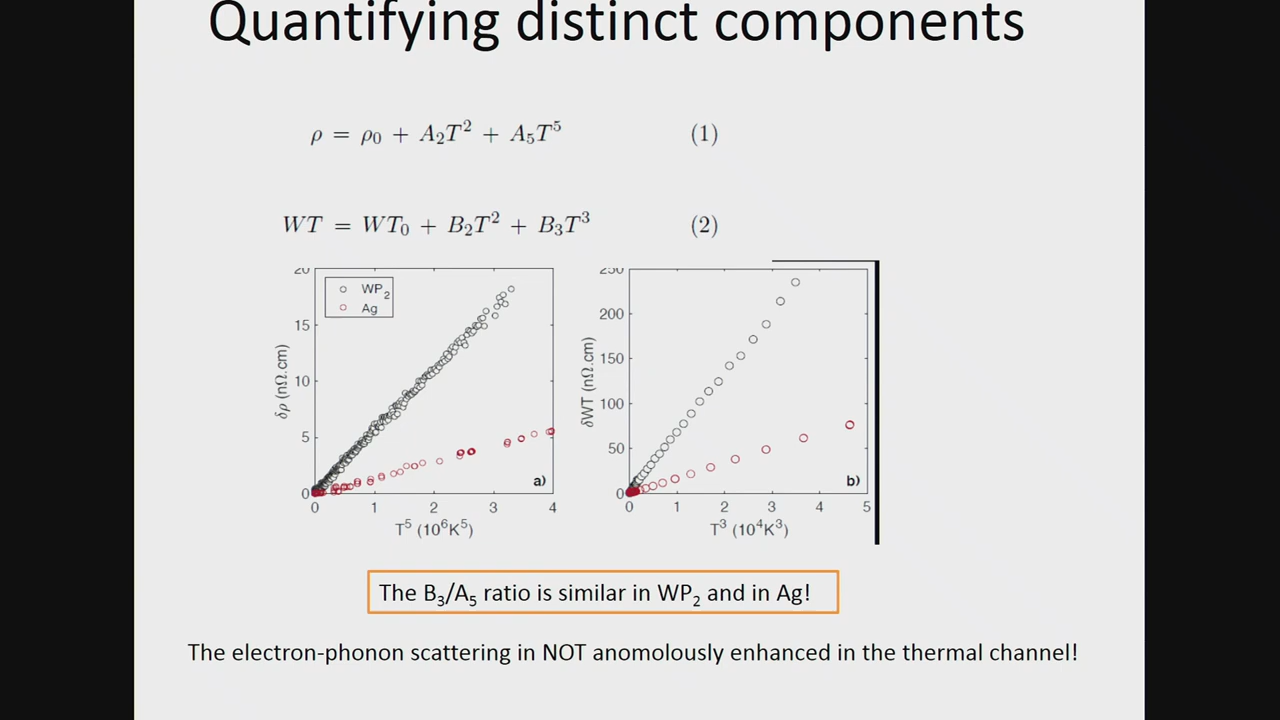 Quantifying distinct components
ρ = ρ₀ + A₂T² + A₅T⁵ (1)
WT = WT₀ + B₂T² + B₃T³ (2)
20
15
10
5
0
δρ (nΩ.cm)
WP₂
Ag
a)
0 1 2 3 4
T⁵ (10⁶K⁵)
250
200
150
100
50
0
δWT (nΩ.cm)
b)
0 1 2 3 4 5
T³ (10⁴K³)
The B₃/A₅ ratio is similar in WP₂ and in Ag!
The electron-phonon scattering in NOT anomolously enhanced in the thermal channel!